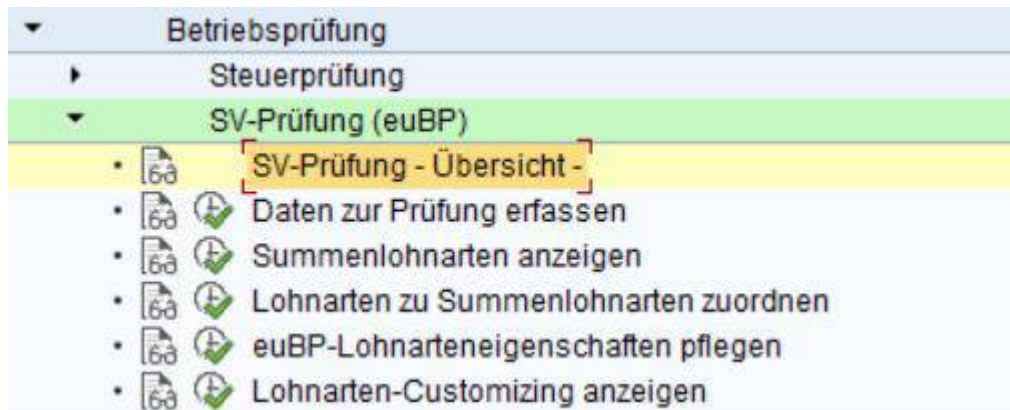 Betriebsprüfung
Steuerprüfung
SV-Prüfung (euBP)
SV-Prüfung - Übersicht -
Daten zur Prüfung erfassen
Summenlohnarten anzeigen
Lohnarten zu Summenlohnarten zuordnen
euBP-Lohnarteneigenschaften pflegen
Lohnarten-Customizing anzeigen